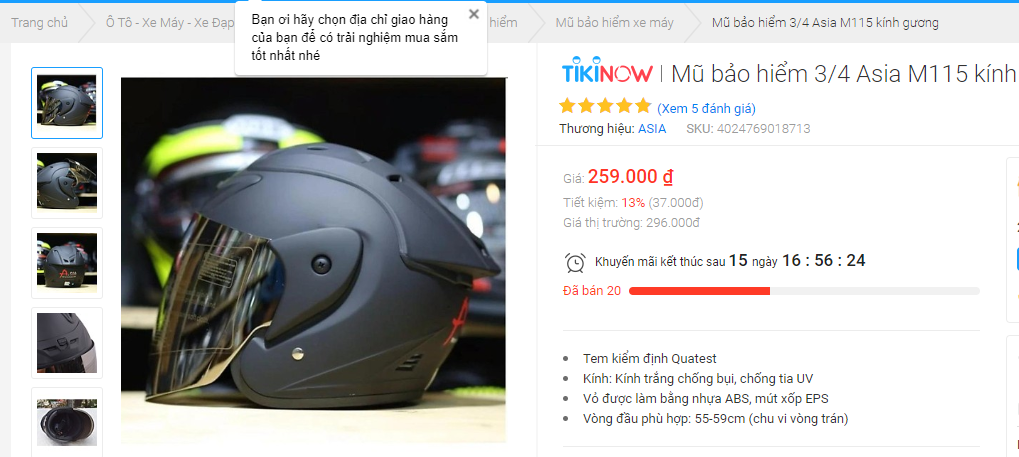 Trang chủ
Ô Tô - Xe Máy - Xe Đạp
hiểm
Mũ bảo hiểm xe máy
Mũ bảo hiểm 3/4 Asia M115 kính gương
Bạn ơi hãy chọn địa chỉ giao hàng
của bạn để có trải nghiệm mua sắm
tốt nhất nhé
TIKINOW | Mũ bảo hiểm 3/4 Asia M115 kính
(Xem 5 đánh giá)
Thương hiệu: ASIA SKU: 4024769018713
Giá: 259.000 ₫
Tiết kiệm: 13% (37.000₫)
Giá thị trường: 296.000₫
Khuyến mãi kết thúc sau 15 ngày 16 : 56 : 24
Đã bán 20
Tem kiểm định Quatest
Kính: Kính trắng chống bụi, chống tia UV
Vỏ được làm bằng nhựa ABS, mút xốp EPS
Vòng đầu phù hợp: 55-59cm (chu vi vòng trán)